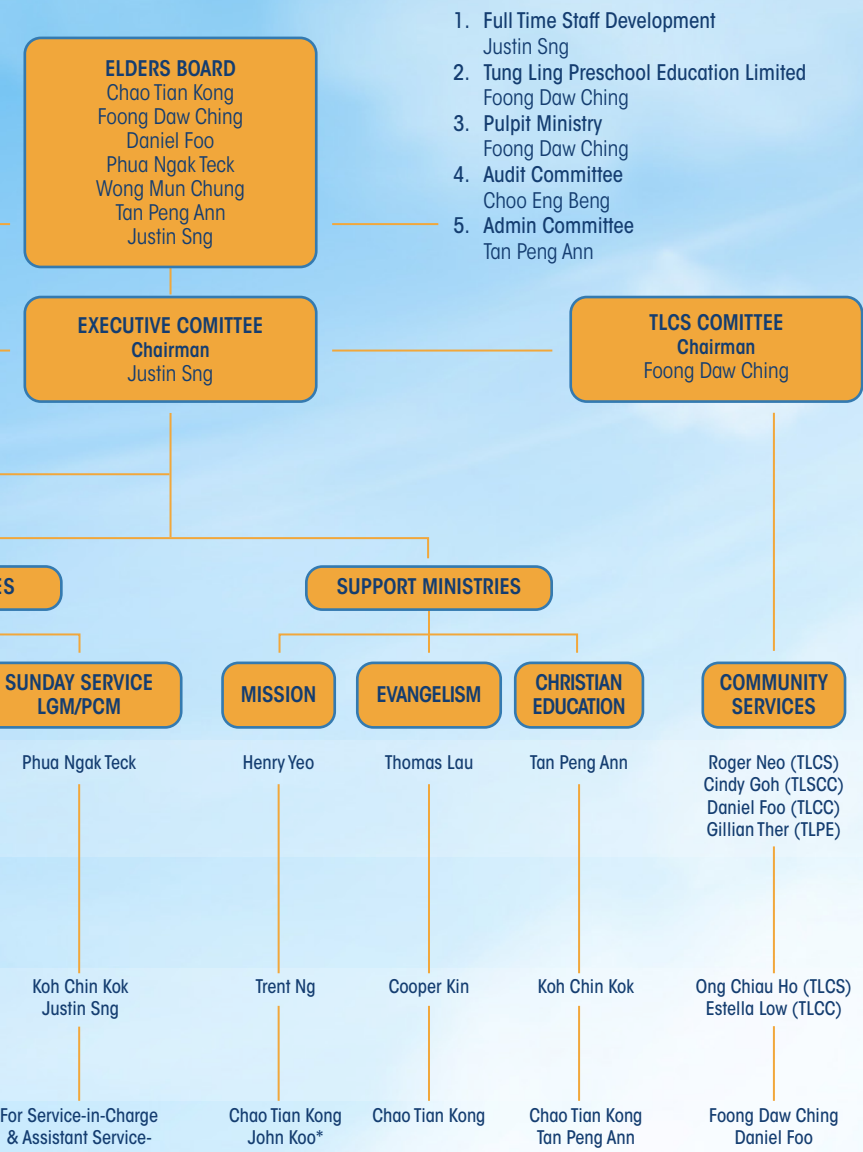 ELDERS BOARD
Chao Tian Kong
Foong Daw Ching
Daniel Foo
Phua Ngak Teck
Wong Mun Chung
Tan Peng Ann
Justin Sng
1. Full Time Staff Development
Justin Sng
2. Tung Ling Preschool Education Limited
Foong Daw Ching
3. Pulpit Ministry
Foong Daw Ching
4. Audit Committee
Choo Eng Beng
5. Admin Committee
Tan Peng Ann
EXECUTIVE COMITTEE
Chairman
Justin Sng
TLCS COMITTEE
Chairman
Foong Daw Ching
ES
SUPPORT MINISTRIES
SUNDAY SERVICE
LGM/PCM
MISSION
EVANGELISM
CHRISTIAN
EDUCATION
COMMUNITY
SERVICES
Phua Ngak Teck
Henry Yeo
Thomas Lau
Tan Peng Ann
Roger Neo (TLCS)
Cindy Goh (TLSCC)
Daniel Foo (TLCC)
Gillian Ther (TLPE)
Koh Chin Kok
Justin Sng
Trent Ng
Cooper Kin
Koh Chin Kok
Ong Chiau Ho (TLCS)
Estella Low (TLCC)
For Service-in-Charge
& Assistant Service-
Chao Tian Kong
John Koo*
Chao Tian Kong
Chao Tian Kong
Tan Peng Ann
Foong Daw Ching
Daniel Foo